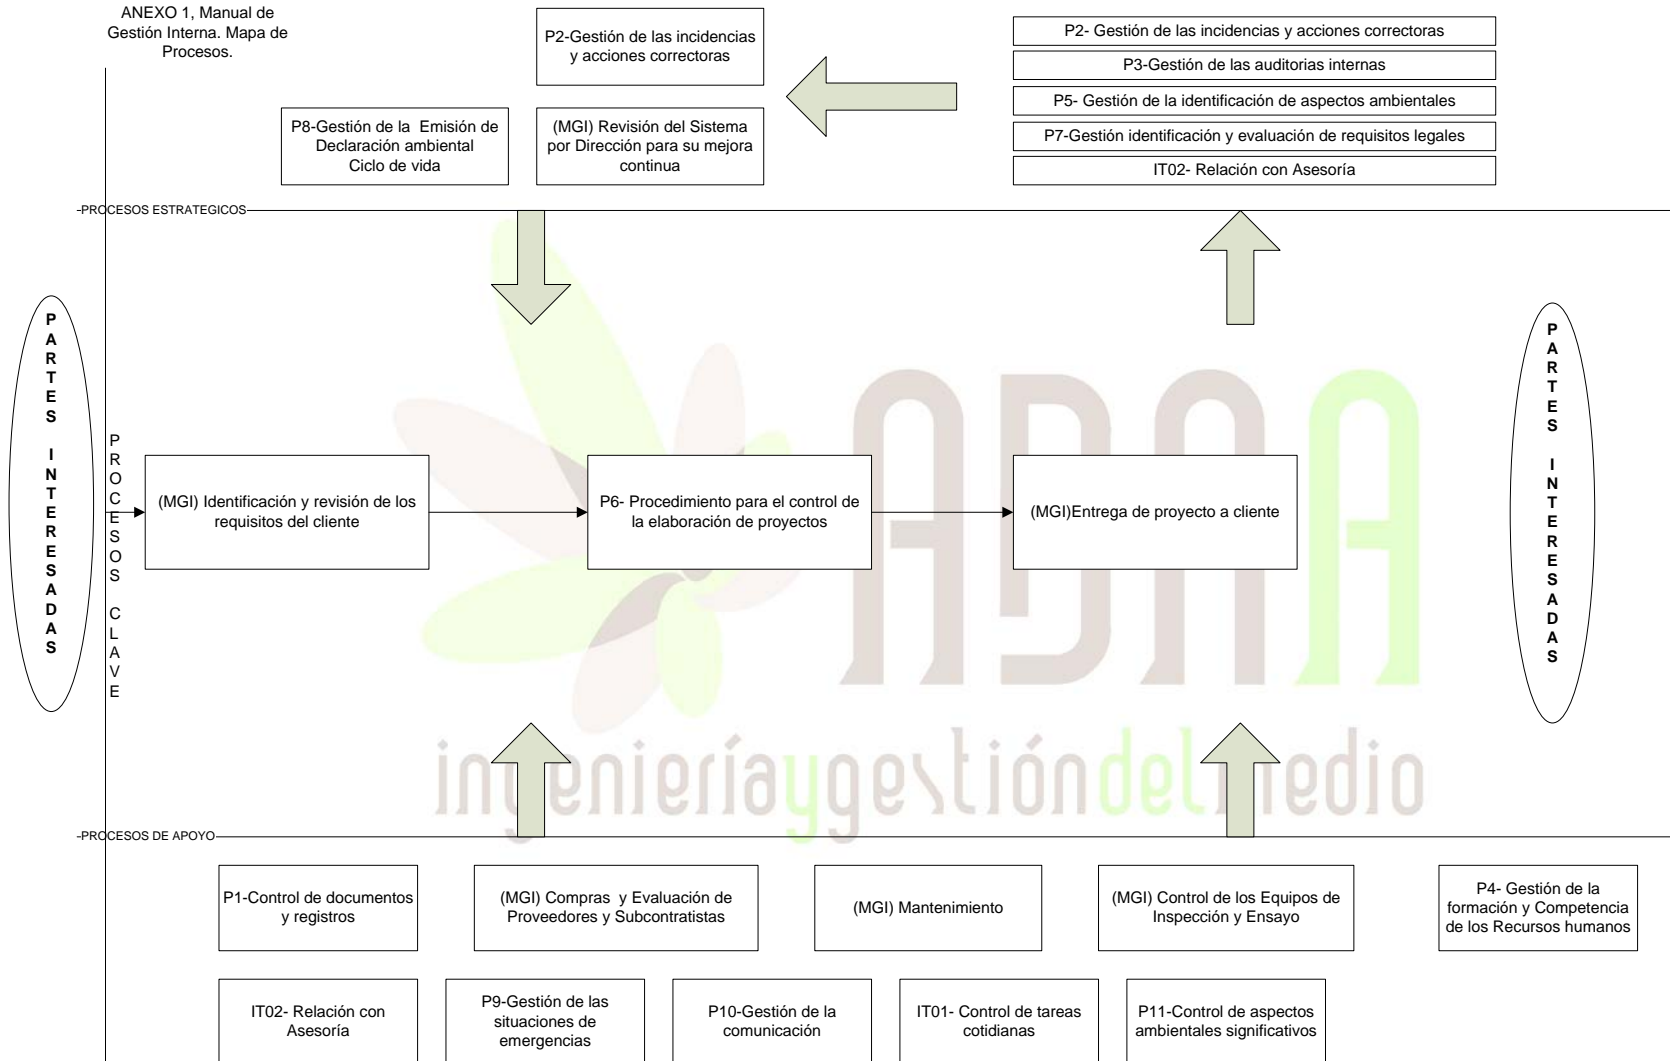 ANEXO 1, Manual de
Gestión Interna. Mapa de
Procesos.
P2-Gestión de las incidencias
y acciones correctoras
P8-Gestión de la Emisión de
Declaración ambiental
Ciclo de vida
(MGI) Revisión del Sistema
por Dirección para su mejora
continua
P2- Gestión de las incidencias y acciones correctoras
P3-Gestión de las auditorias internas
P5- Gestión de la identificación de aspectos ambientales
P7-Gestión identificación y evaluación de requisitos legales
IT02- Relación con Asesoría
-PROCESOS ESTRATEGICOS-
PARTES INTERESADAS
PROCESOS CLAVE
(MGI) Identificación y revisión de los
requisitos del cliente
P6- Procedimiento para el control de
la elaboración de proyectos
(MGI)Entrega de proyecto a cliente
PARTES INTERESADAS
ADNA
ingenieríaygestióndelmedio
-PROCESOS DE APOYO-
P1-Control de documentos
y registros
(MGI) Compras y Evaluación de
Proveedores y Subcontratistas
(MGI) Mantenimiento
(MGI) Control de los Equipos de
Inspección y Ensayo
P4- Gestión de la
formación y Competencia
de los Recursos humanos
IT02- Relación con
Asesoría
P9-Gestión de las
situaciones de
emergencias
P10-Gestión de la
comunicación
IT01- Control de tareas
cotidianas
P11-Control de aspectos
ambientales significativos